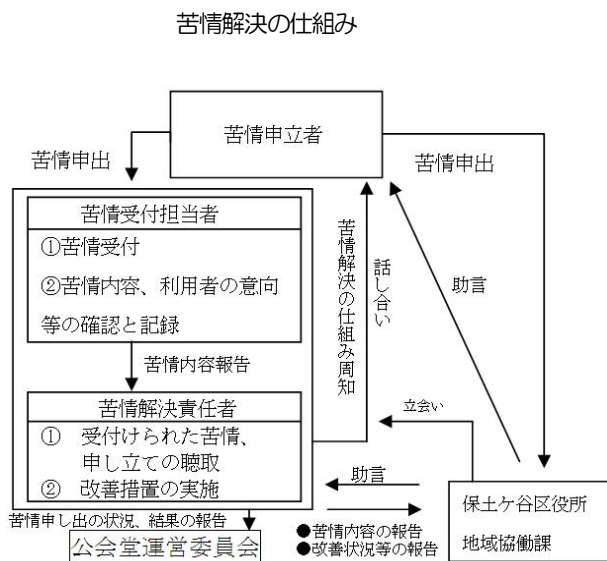 苦情解決の仕組み
苦情申立者
苦情申出
苦情申出
苦情受付担当者
①苦情受付
②苦情内容、利用者の意向
等の確認と記録
苦情解決の仕組み周知
話し合い
助言
苦情内容報告
苦情解決責任者
① 受付けられた苦情、
申し立ての聴取
② 改善措置の実施
立会い
助言
保土ケ谷区役所
地域協働課
苦情申し出の状況、結果の報告
●苦情内容の報告
●改善状況等の報告
公会堂運営委員会